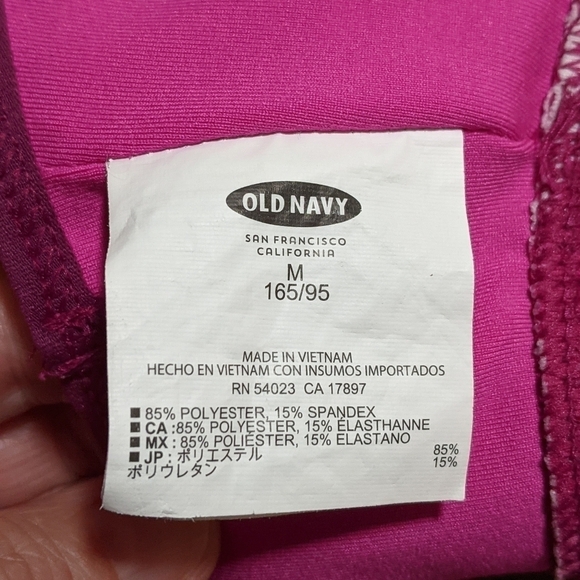 OLD NAVY
SAN FRANCISCO
CALIFORNIA
M
165/95
MADE IN VIETNAM
HECHO EN VIETNAM CON INSUMOS IMPORTADOS
RN 54023 CA 17897
85% POLYESTER, 15% SPANDEX
CA :85% POLYESTER, 15% ÉLASTHANNE
MX : 85% POLIÉSTER, 15% ELASTANO
JP : ポリエステル 85%
ポリウレタン 15%